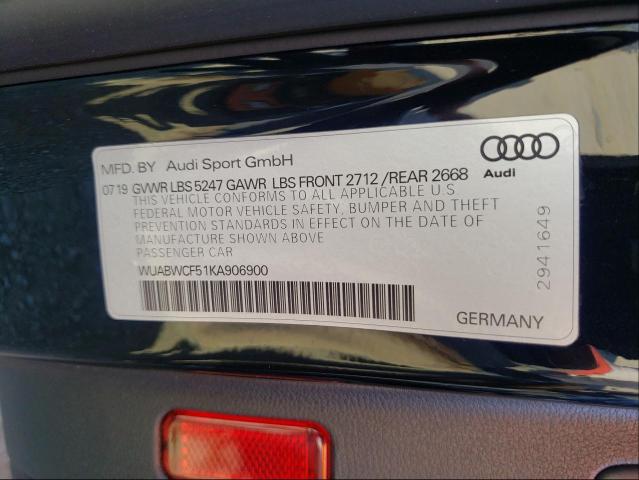 MFD. BY Audi Sport GmbH
07 19 GVWR LBS 5247 GAWR LBS FRONT 2712 /REAR 2668
THIS VEHICLE CONFORMS TO ALL APPLICABLE U.S
FEDERAL MOTOR VEHICLE SAFETY, BUMPER AND THEFT
PREVENTION STANDARDS IN EFFECT ON THE DATE OF
MANUFACTURE SHOWN ABOVE
PASSENGER CAR
WUABWCF51KA906900
Audi
2941649
GERMANY